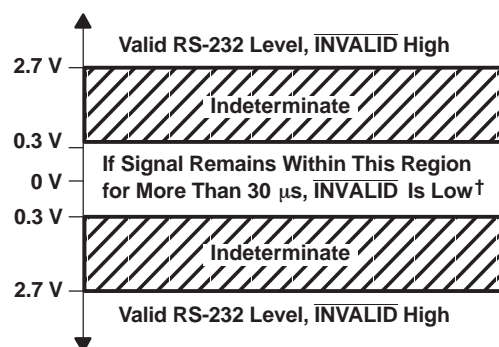 Valid RS-232 Level, INVALID High
2.7 V
Indeterminate
0.3 V
If Signal Remains Within This Region
0 V
for More Than 30 μs, INVALID Is Low†
0.3 V
Indeterminate
2.7 V
Valid RS-232 Level, INVALID High